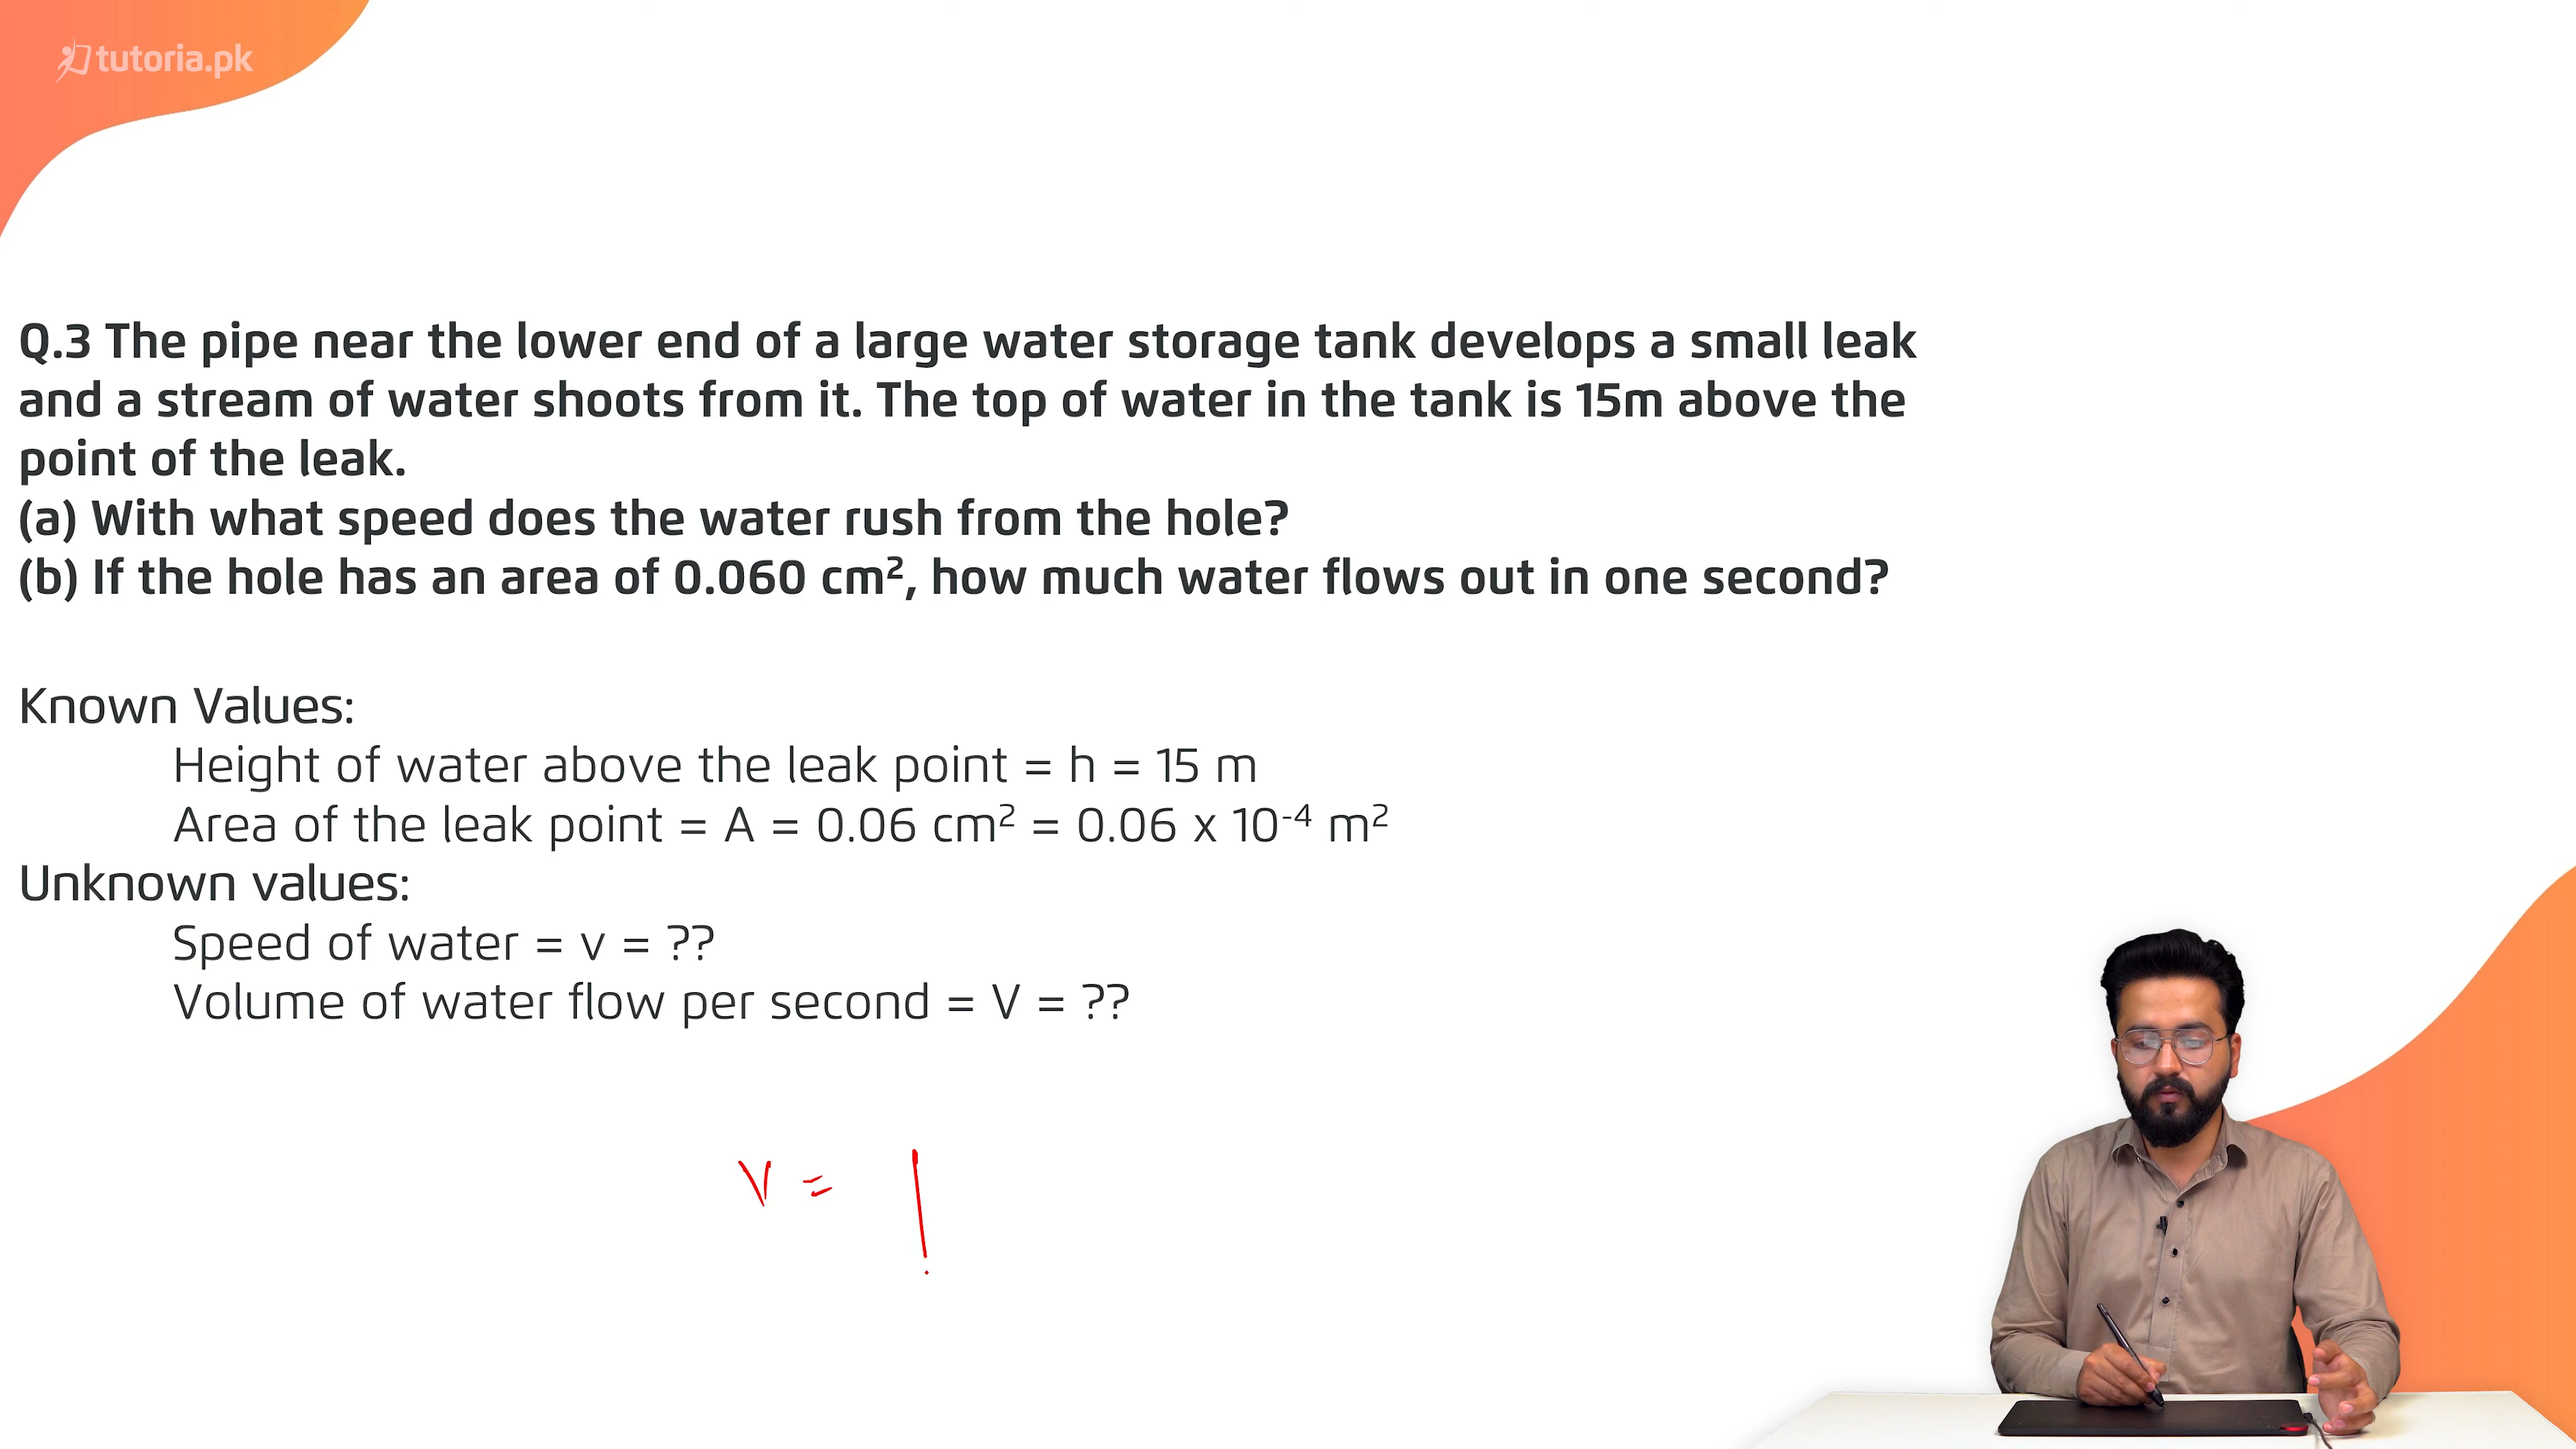 tutoria.pk
Q.3 The pipe near the lower end of a large water storage tank develops a small leak
and a stream of water shoots from it. The top of water in the tank is 15m above the
point of the leak.
(a) With what speed does the water rush from the hole?
(b) If the hole has an area of 0.060 cm², how much water flows out in one second?
Known Values:
Height of water above the leak point = h = 15 m
Area of the leak point = A = 0.06 cm² = 0.06 x 10⁻⁴ m²
Unknown values:
Speed of water = v = ??
Volume of water flow per second = V = ??
v =